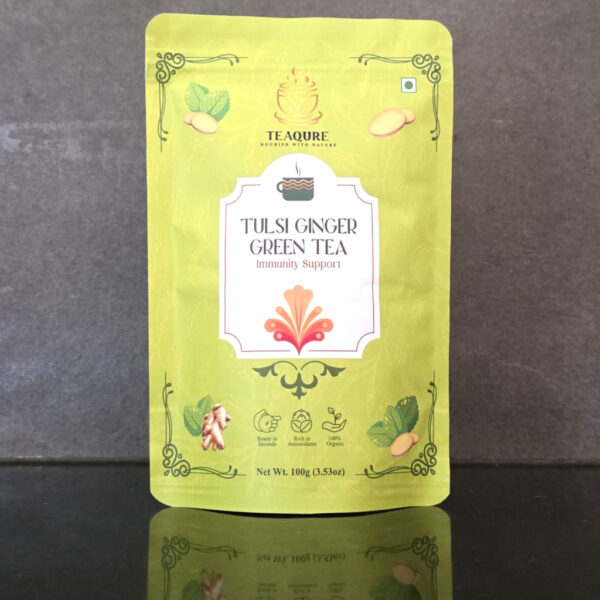 TEAQURE
NOURISH WITH NATURE
TULSI GINGER
GREEN TEA
Immunity Support
Ready in
Seconds
Rich in
Antioxidants
100%
Organic
Net Wt. 100g (3.53oz)